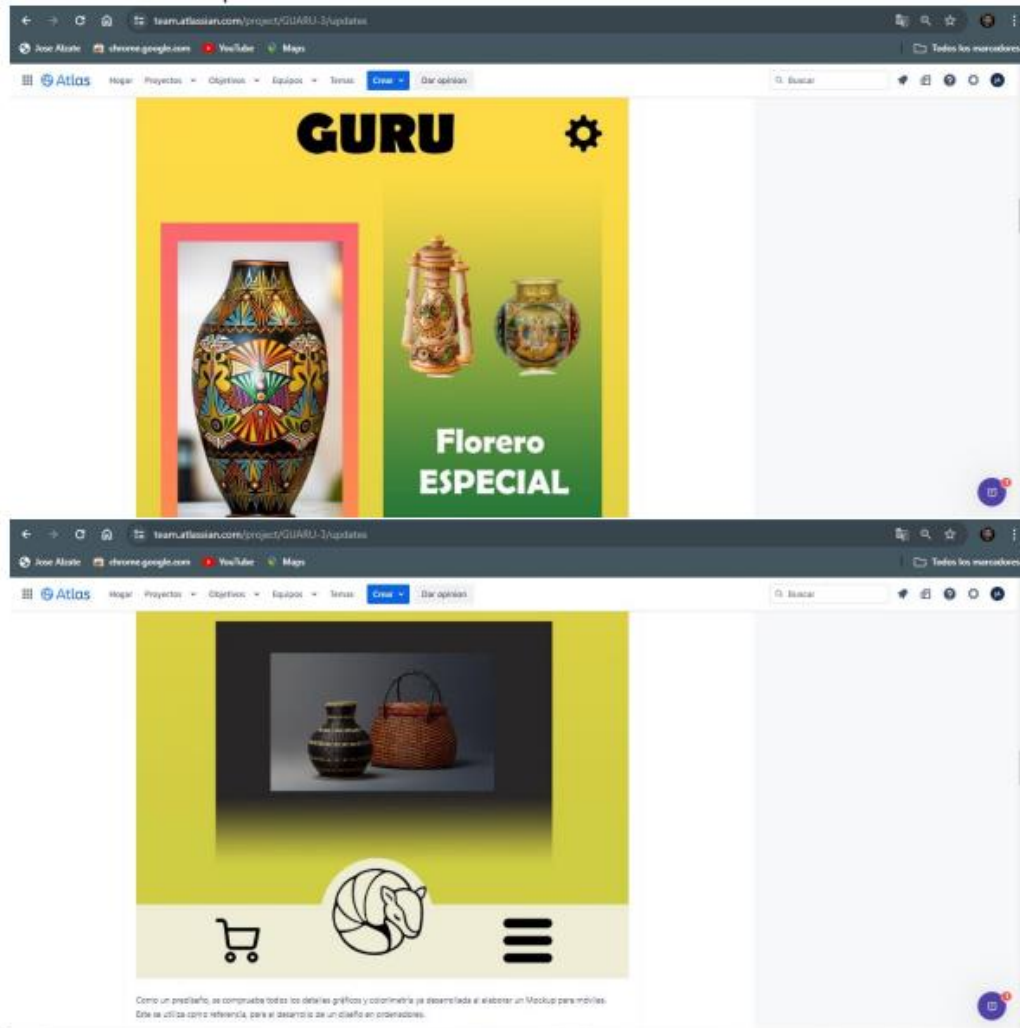 team.atlassian.com/project/GUARU-3/updates
Jose Alzate chrome.google.com YouTube Maps Todos los marcadores
Atlas Hogar Proyectos Objetivos Equipos Temas Crear Dar opinion Buscar
GURU
Florero
ESPECIAL
team.atlassian.com/project/GUARU-3/updates
Jose Alzate chrome.google.com YouTube Maps Todos los marcadores
Atlas Hogar Proyectos Objetivos Equipos Temas Crear Dar opinion Buscar
Como un prediseño, se comprueba todos los detalles gráficos y colorimetría ya desarrollada al elaborar un Mockup para móviles.
Este se utiliza como referencia, para el desarrollo de un diseño en ordenadores.